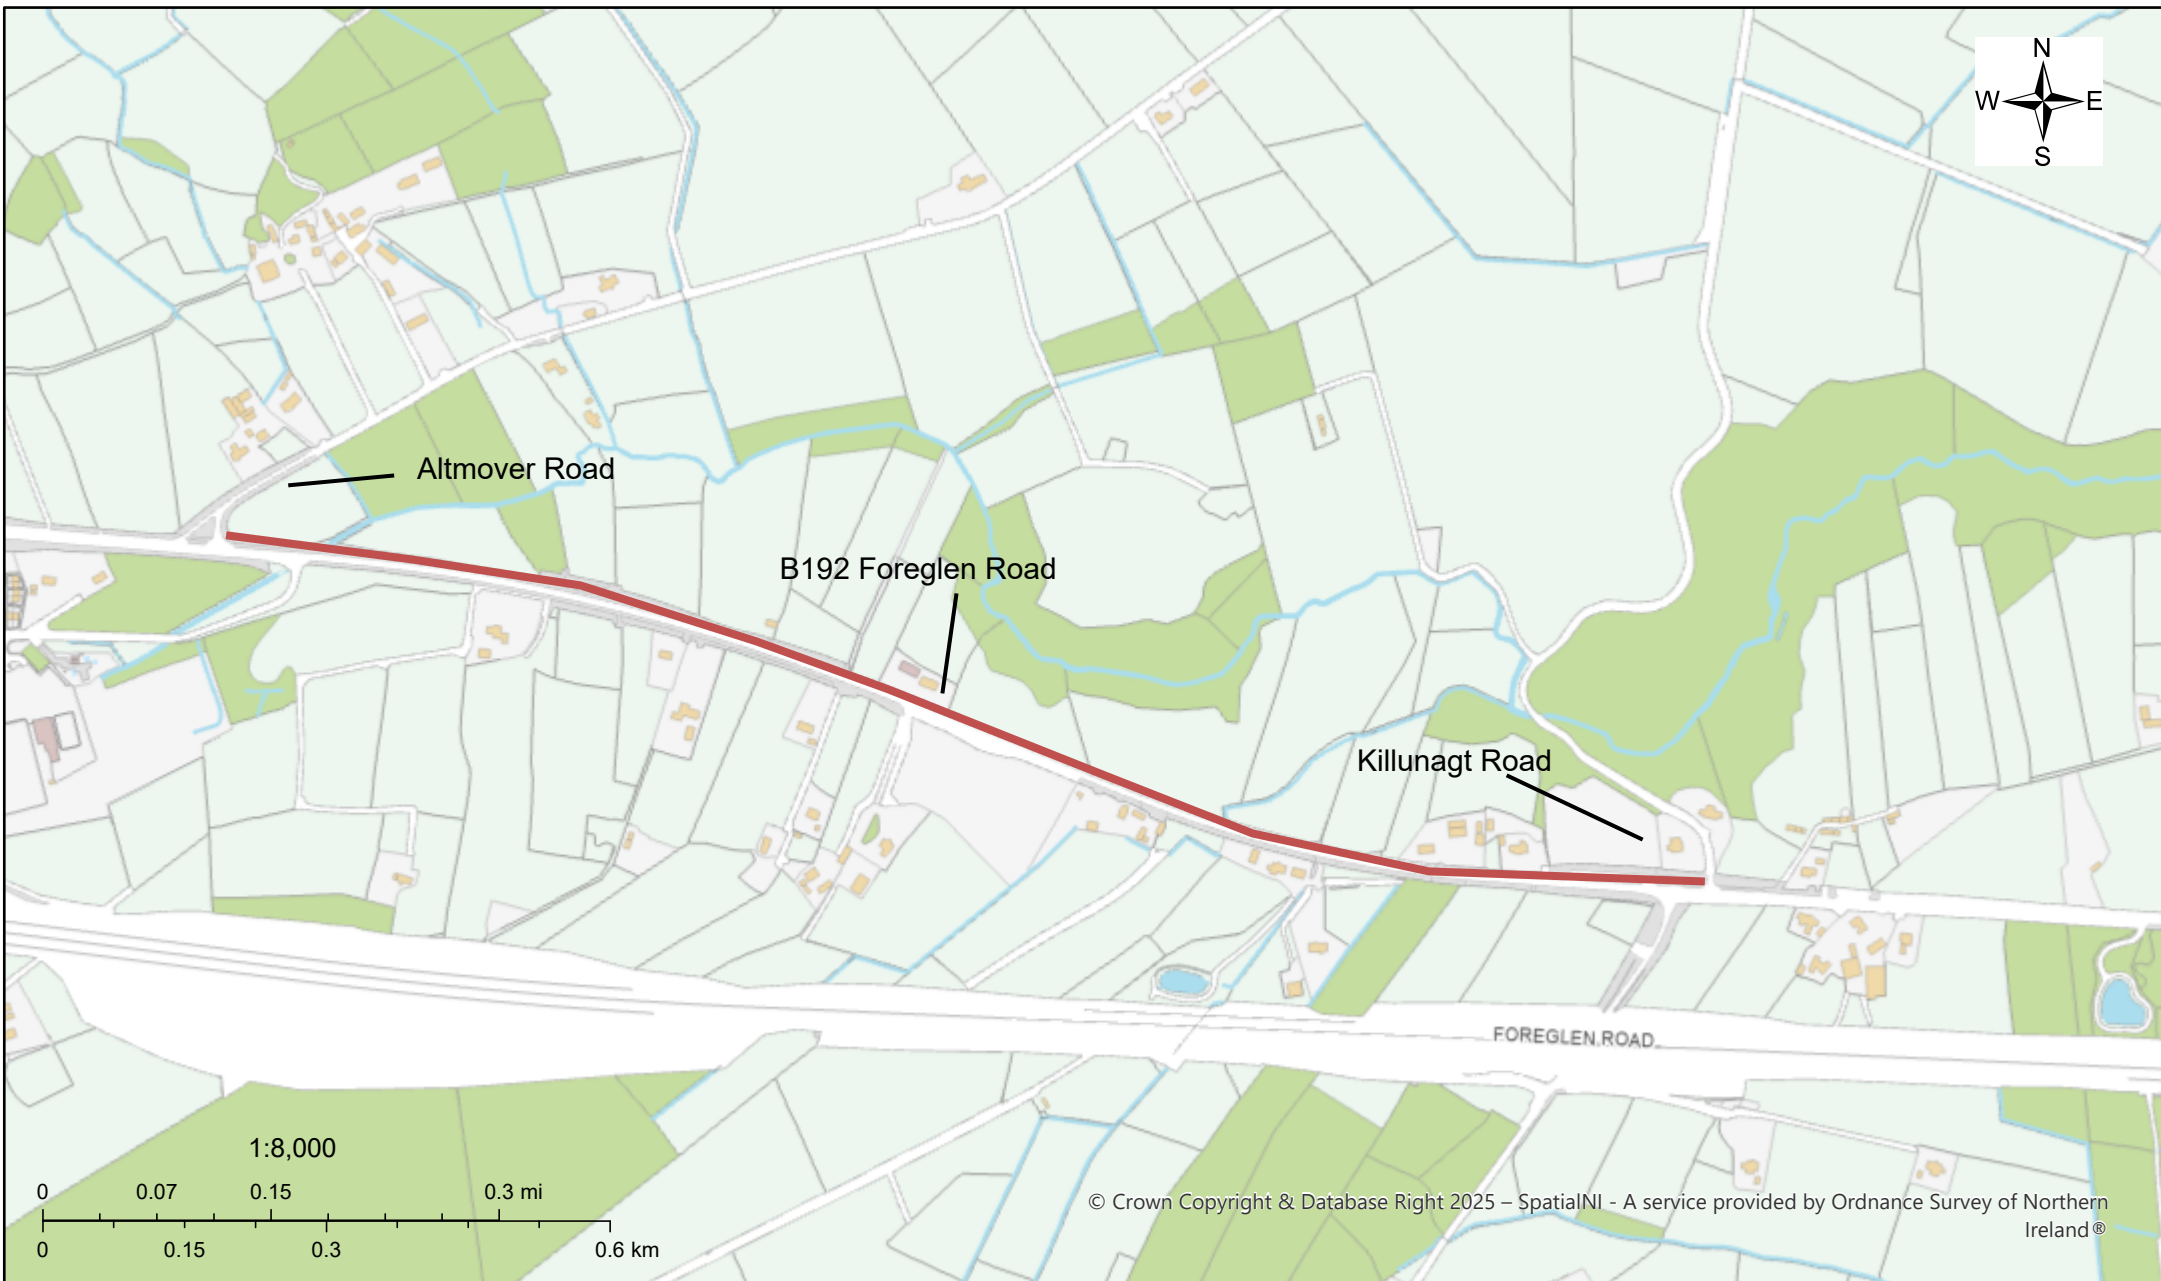 N
W E
S
Altmover Road
B192 Foreglen Road
Killunagt Road
FOREGLEN ROAD
1:8,000
0 0.07 0.15 0.3 mi
0 0.15 0.3 0.6 km
© Crown Copyright & Database Right 2025 – SpatialNI - A service provided by Ordnance Survey of Northern
Ireland®